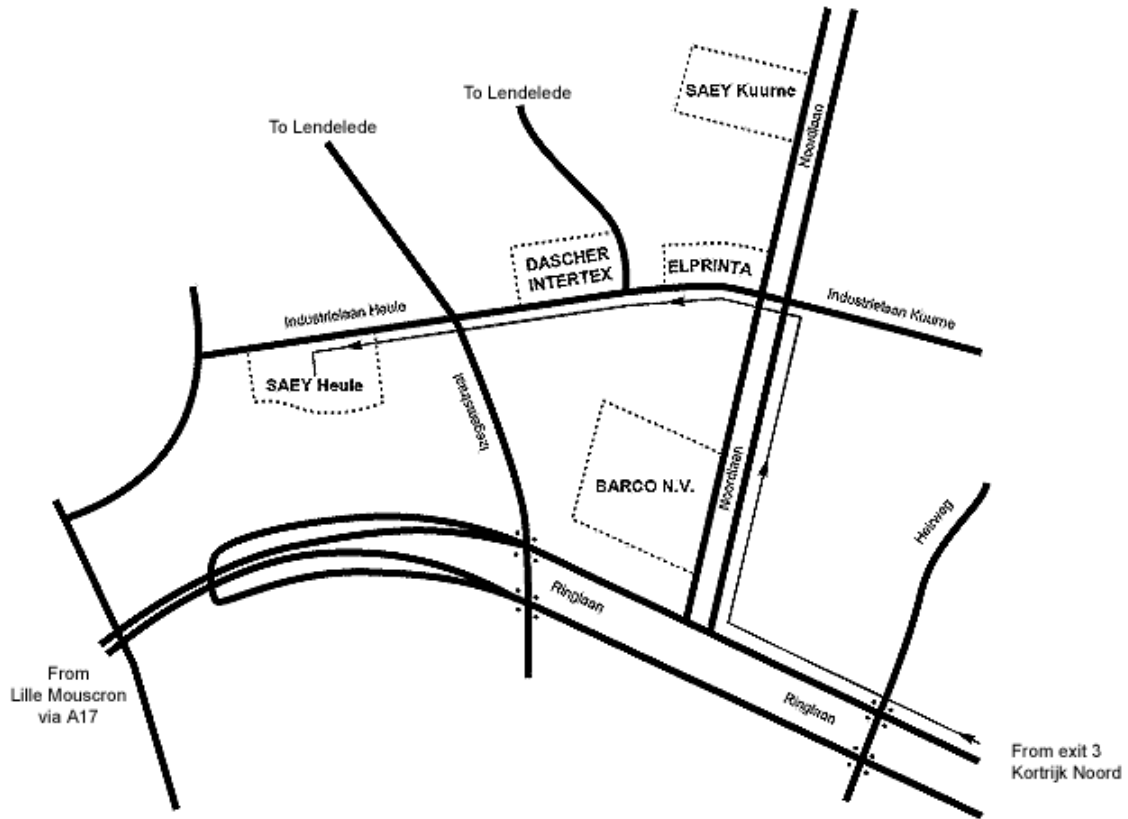 To Lendelede
To Lendelede
SAEY Kuurne
Noordlaan
DASCHER
INTERTEX
ELPRINTA
Industrielaan Heule
Industrielaan Kuurne
SAEY Heule
Izegemstraat
BARCO N.V.
Noordlaan
Heirweg
Ringlaan
From
Lille Mouscron
via A17
Ringlaan
From exit 3
Kortrijk Noord